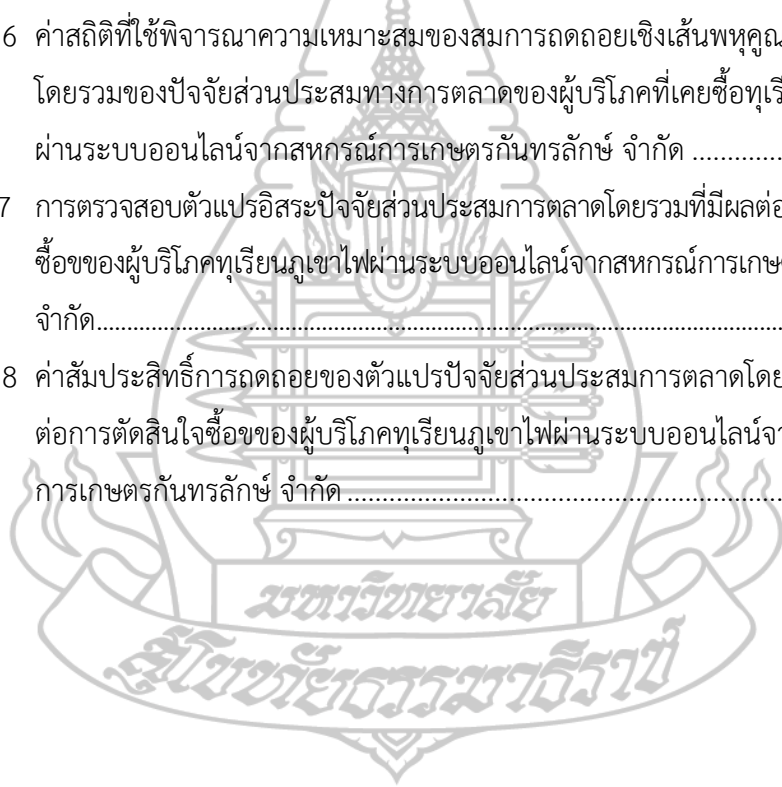 6 ค่าสถิติที่ใช้พิจารณาความเหมาะสมของสมการถดถอยเชิงเส้นพหุคูณ
โดยรวมของปัจจัยส่วนประสมทางการตลาดของผู้บริโภคที่เคยซื้อทุเรี
ผ่านระบบออนไลน์จากสหกรณ์การเกษตรกันทรลักษ์ จำกัด ..............
7 การตรวจสอบตัวแปรอิสระปัจจัยส่วนประสมการตลาดโดยรวมที่มีผลต่อ
ซื้อขของผู้บริโภคทุเรียนภูเขาไฟผ่านระบบออนไลน์จากสหกรณ์การเกษ
จำกัด..............................................................................................
8 ค่าสัมประสิทธิ์การถดถอยของตัวแปรปัจจัยส่วนประสมการตลาดโดย
ต่อการตัดสินใจซื้อขของผู้บริโภคทุเรียนภูเขาไฟผ่านระบบออนไลน์จา
การเกษตรกันทรลักษ์ จำกัด .............................................................
มหาวิทยาลัย
สุโขทัยธรรมาธิราช